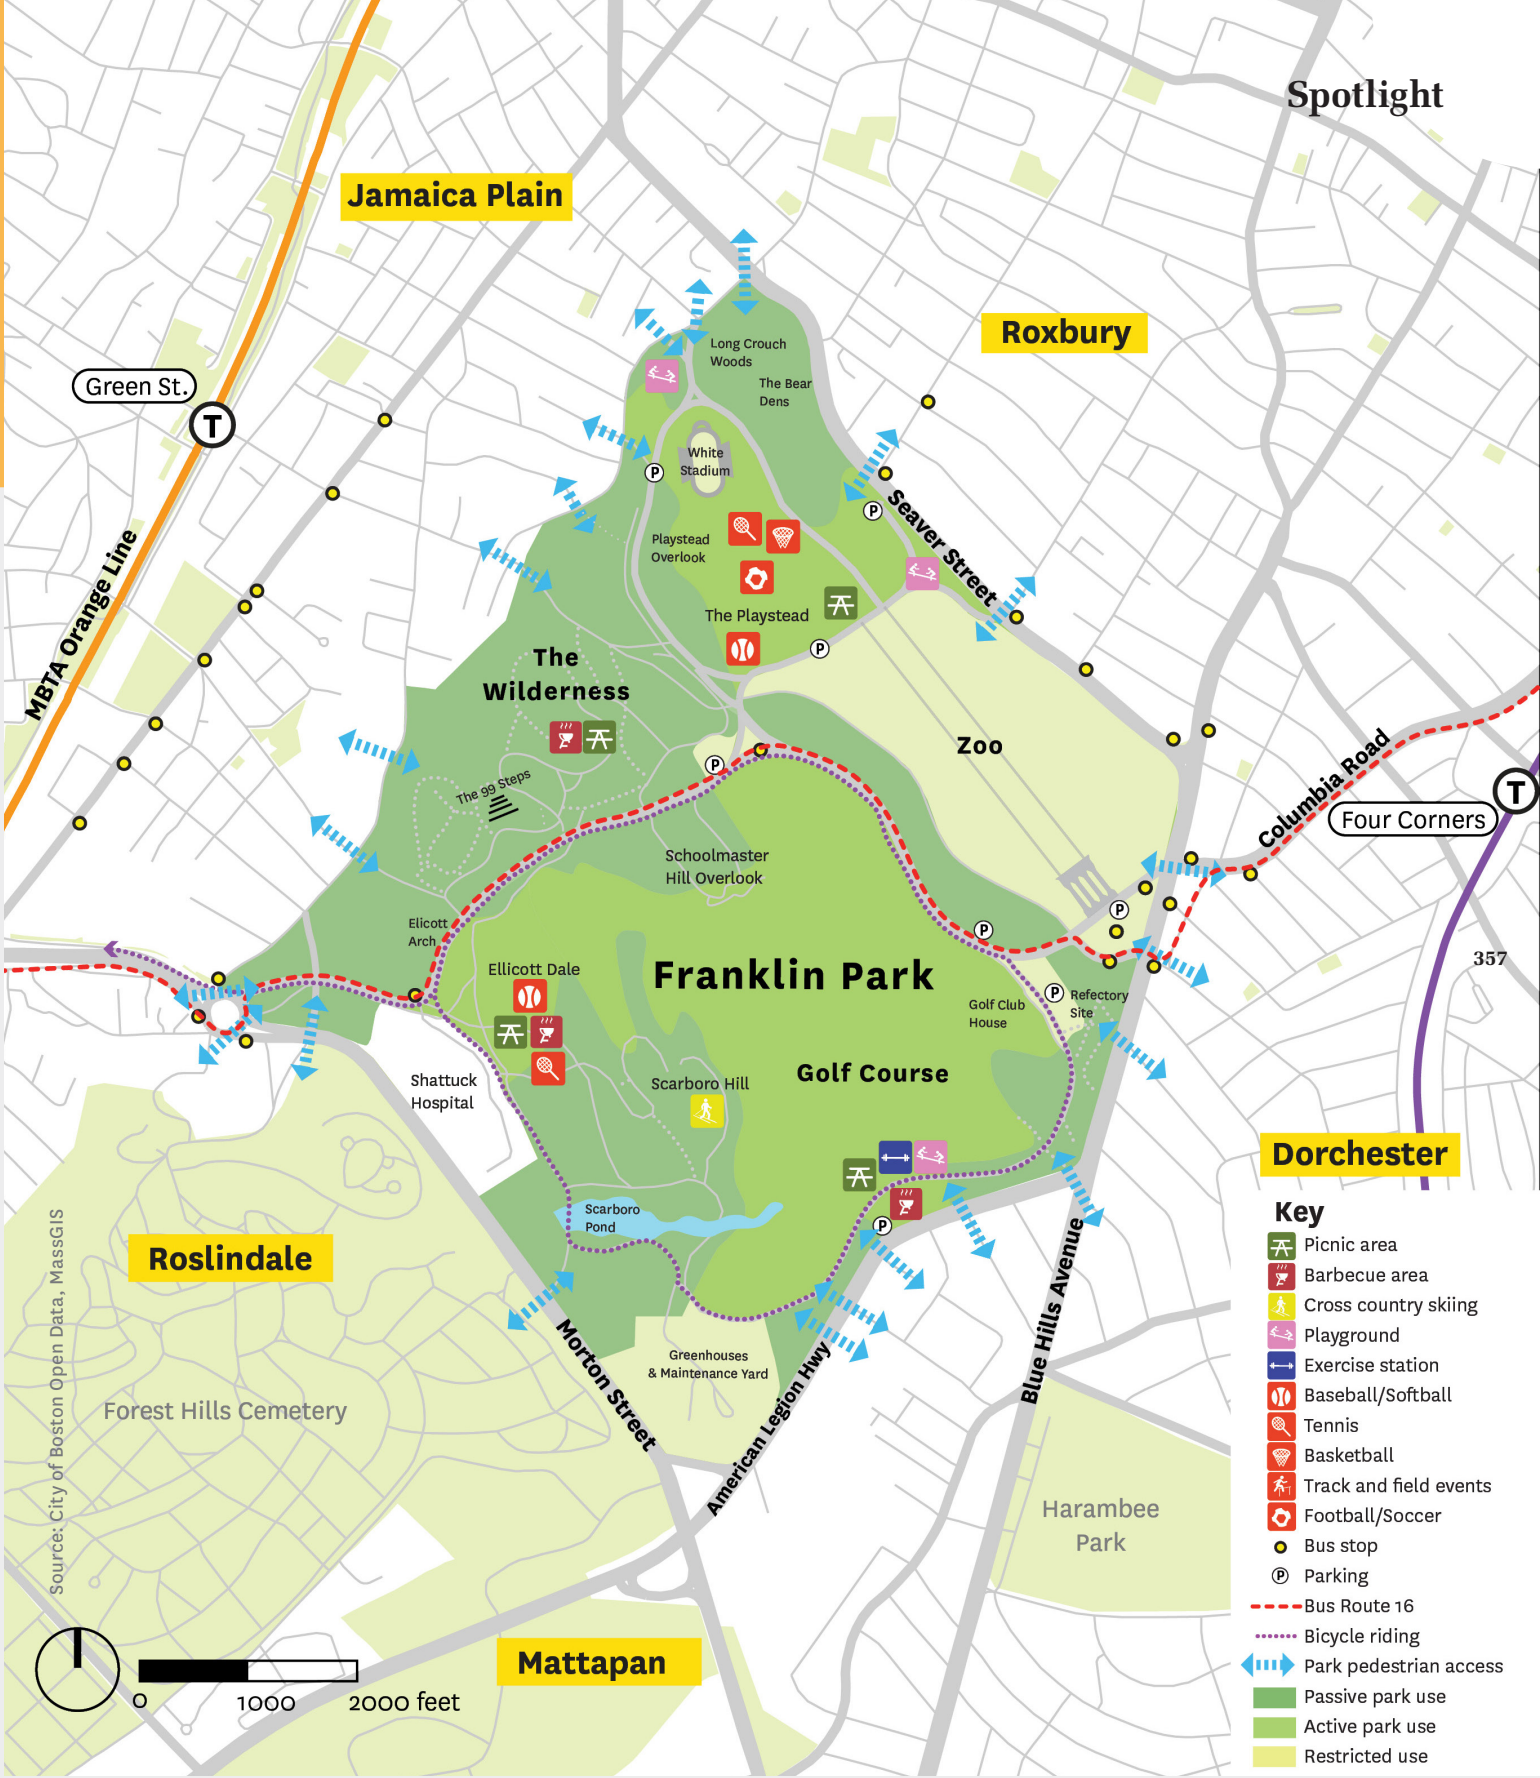 Spotlight
Jamaica Plain
Roxbury
Green St.
T
MBTA Orange Line
Long Crouch
Woods
The Bear
Dens
White
Stadium
P
P
Seaver Street
Playstead
Overlook
The Playstead
P
The
Wilderness
The 99 Steps
P
Zoo
Columbia Road
T
Four Corners
Schoolmaster
Hill Overlook
P
P
Elicott
Arch
Ellicott Dale
Franklin Park
357
P
Golf Club
House
Refectory
Site
Shattuck
Hospital
Scarboro Hill
Golf Course
Dorchester
Scarboro
Pond
P
Roslindale
Greenhouses
& Maintenance Yard
Morton Street
American Legion Hwy
Blue Hills Avenue
Forest Hills Cemetery
Harambee
Park
Mattapan
Source: City of Boston Open Data, MassGIS
0
1000
2000 feet
Key
Picnic area
Barbecue area
Cross country skiing
Playground
Exercise station
Baseball/Softball
Tennis
Basketball
Track and field events
Football/Soccer
Bus stop
P Parking
Bus Route 16
Bicycle riding
Park pedestrian access
Passive park use
Active park use
Restricted use